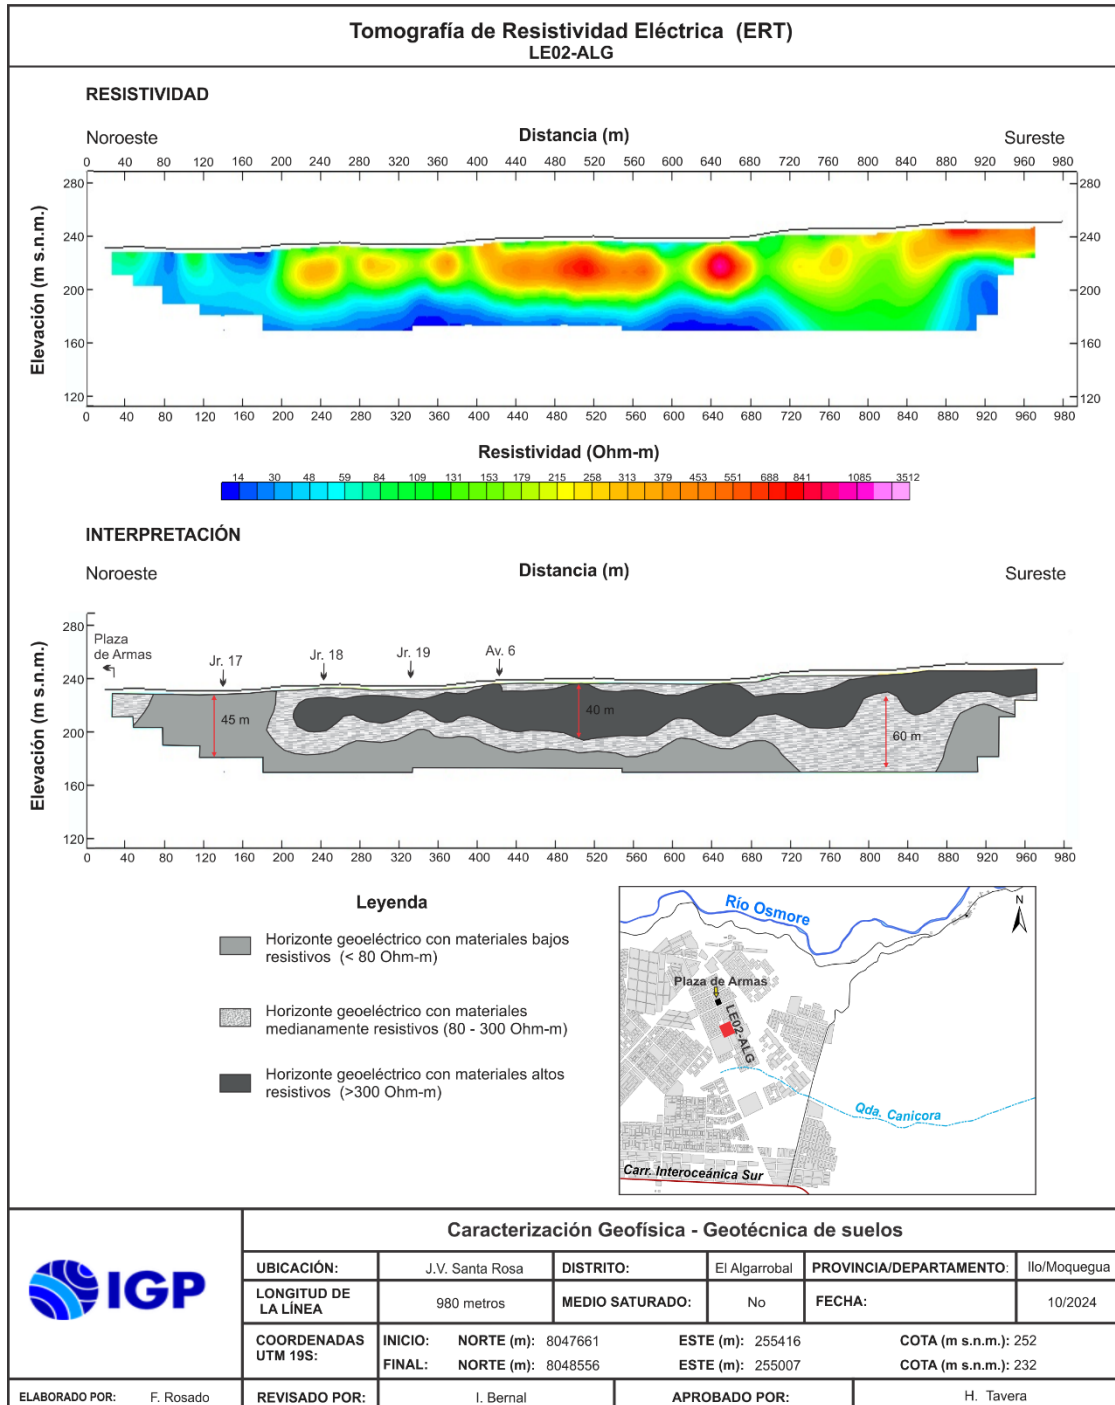 Tomografía de Resistividad Eléctrica (ERT)
LE02-ALG
RESISTIVIDAD
Noroeste Distancia (m) Sureste
0 40 80 120 160 200 240 280 320 360 400 440 480 520 560 600 640 680 720 760 800 840 880 920 960 980
280 280
240 240
200 200
160 160
120 120
Elevación (m s.n.m.)
0 40 80 120 160 200 240 280 320 360 400 440 480 520 560 600 640 680 720 760 800 840 880 920 960 980
Resistividad (Ohm-m)
14 30 48 59 84 109 131 153 179 215 258 313 379 453 551 688 841 1085 3512
INTERPRETACIÓN
Noroeste Distancia (m) Sureste
280
240
200
160
120
Elevación (m s.n.m.)
Plaza
de Armas
Jr. 17
Jr. 18
Jr. 19
Av. 6
45 m
40 m
60 m
0 40 80 120 160 200 240 280 320 360 400 440 480 520 560 600 640 680 720 760 800 840 880 920 960 980
Leyenda
Horizonte geoeléctrico con materiales bajos
resistivos (< 80 Ohm-m)
Horizonte geoeléctrico con materiales
medianamente resistivos (80 - 300 Ohm-m)
Horizonte geoeléctrico con materiales altos
resistivos (>300 Ohm-m)
Río Osmore
N
Plaza de Armas
LE02-ALG
Qda. Canicora
Carr. Interoceánica Sur
IGP
Caracterización Geofísica - Geotécnica de suelos
UBICACIÓN: J.V. Santa Rosa DISTRITO: El Algarrobal PROVINCIA/DEPARTAMENTO: Ilo/Moquegua
LONGITUD DE
LA LÍNEA 980 metros MEDIO SATURADO: No FECHA: 10/2024
COORDENADAS
UTM 19S:
INICIO: NORTE (m): 8047661 ESTE (m): 255416 COTA (m s.n.m.): 252
FINAL: NORTE (m): 8048556 ESTE (m): 255007 COTA (m s.n.m.): 232
ELABORADO POR: F. Rosado REVISADO POR: I. Bernal APROBADO POR: H. Tavera